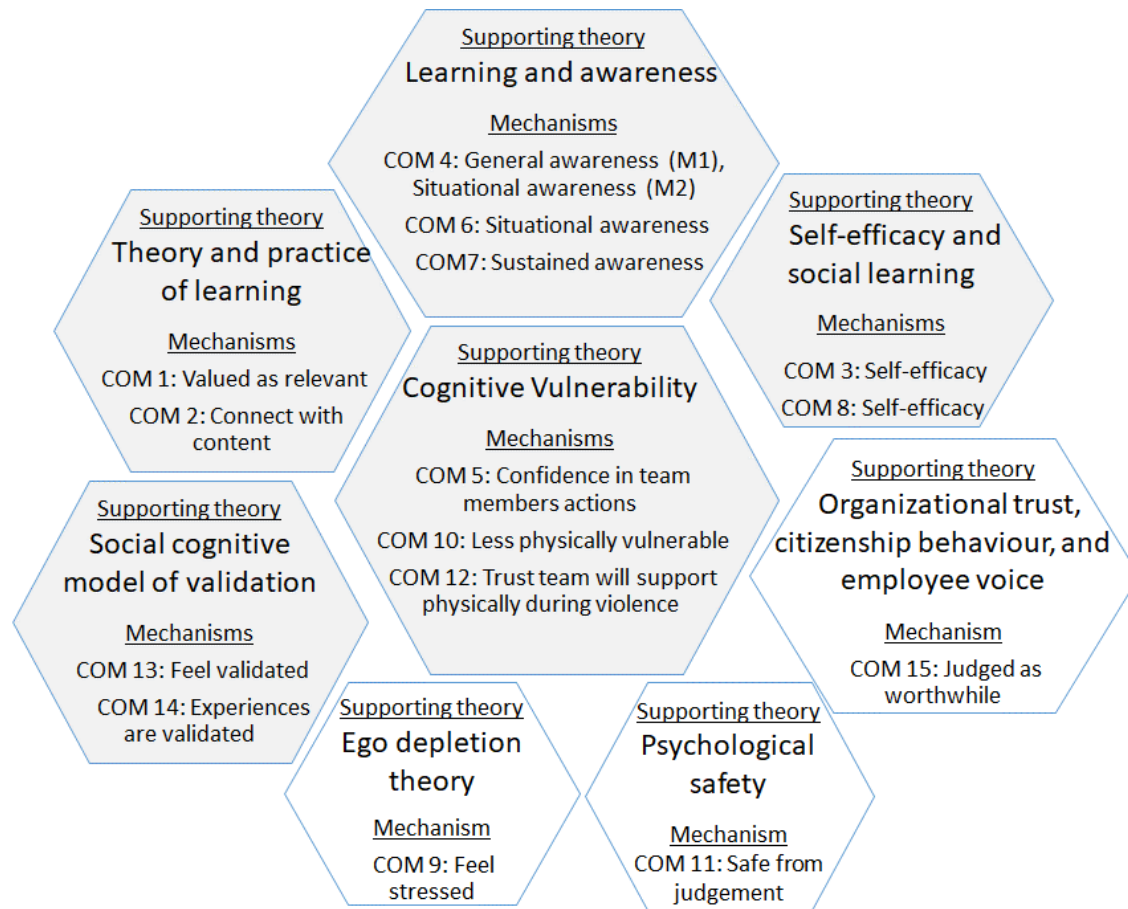 Supporting theory
Learning and awareness
Mechanisms
COM 4: General awareness (M1),
Situational awareness (M2)
COM 6: Situational awareness
COM7: Sustained awareness
Supporting theory
Theory and practice
of learning
Mechanisms
COM 1: Valued as relevant
COM 2: Connect with
content
Supporting theory
Self-efficacy and
social learning
Mechanisms
COM 3: Self-efficacy
COM 8: Self-efficacy
Supporting theory
Cognitive Vulnerability
Mechanisms
COM 5: Confidence in team
members actions
COM 10: Less physically vulnerable
COM 12: Trust team will support
physically during violence
Supporting theory
Organizational trust,
citizenship behaviour, and
employee voice
Mechanism
COM 15: Judged as
worthwhile
Supporting theory
Social cognitive
model of validation
Mechanisms
COM 13: Feel validated
COM 14: Experiences
are validated
Supporting theory
Ego depletion
theory
Mechanism
COM 9: Feel
stressed
Supporting theory
Psychological
safety
Mechanism
COM 11: Safe from
judgement